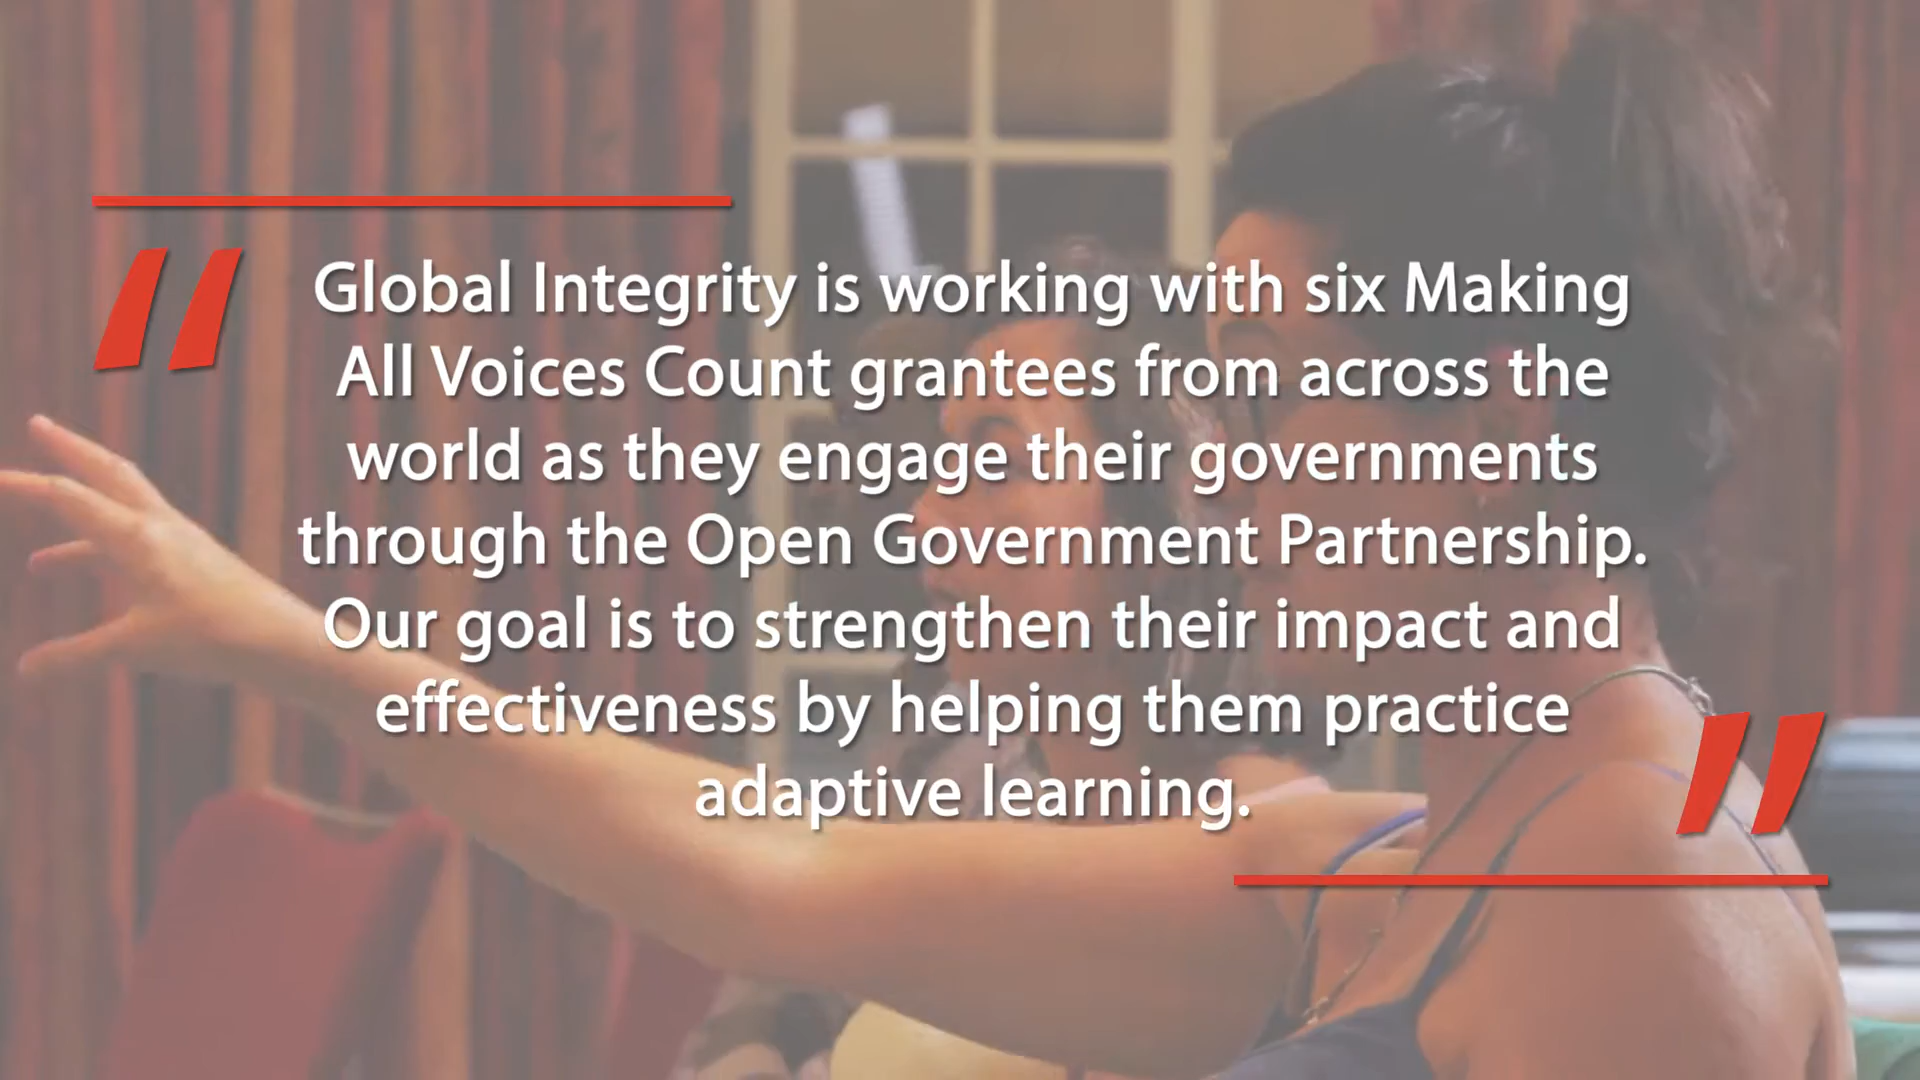 “
Global Integrity is working with six Making
All Voices Count grantees from across the
world as they engage their governments
through the Open Government Partnership.
Our goal is to strengthen their impact and
effectiveness by helping them practice
adaptive learning.
”